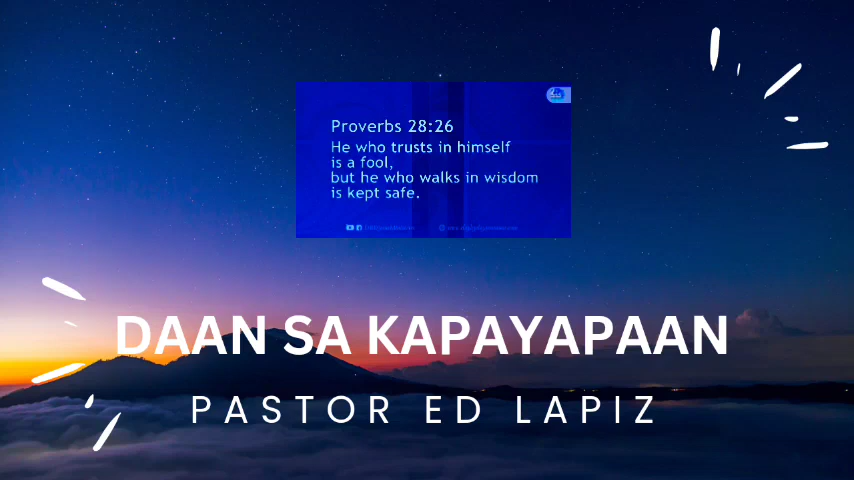 Proverbs 28:26
He who trusts in himself
is a fool,
but he who walks in wisdom
is kept safe.
DAAN SA KAPAYAPAAN
PASTOR ED LAPIZ